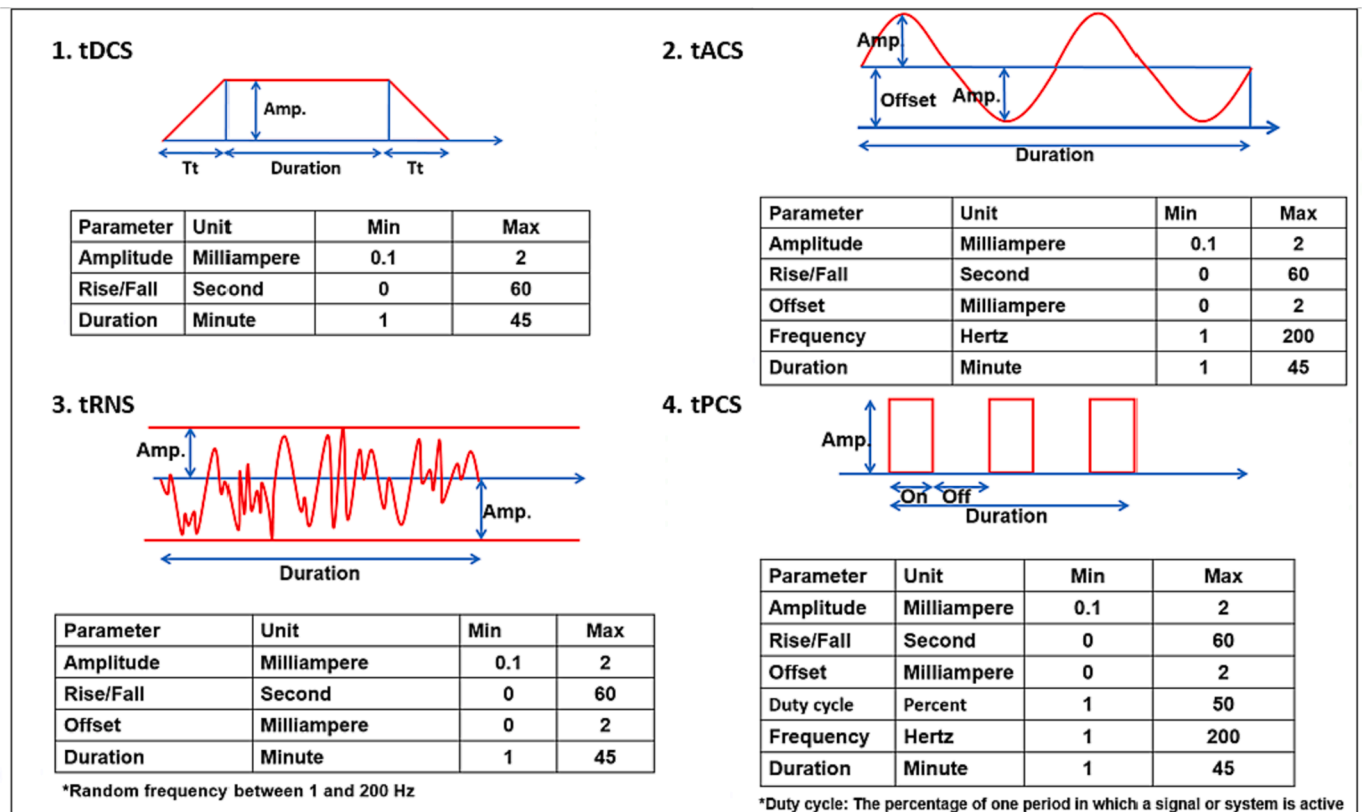 1. tDCS
Amp.
Tt Duration Tt
Parameter Unit Min Max
Amplitude Milliampere 0.1 2
Rise/Fall Second 0 60
Duration Minute 1 45
2. tACS
Amp.
Offset Amp.
Duration
Parameter Unit Min Max
Amplitude Milliampere 0.1 2
Rise/Fall Second 0 60
Offset Milliampere 0 2
Frequency Hertz 1 200
Duration Minute 1 45
3. tRNS
Amp.
Amp.
Duration
Parameter Unit Min Max
Amplitude Milliampere 0.1 2
Rise/Fall Second 0 60
Offset Milliampere 0 2
Duration Minute 1 45
*Random frequency between 1 and 200 Hz
4. tPCS
Amp.
On Off
Duration
Parameter Unit Min Max
Amplitude Milliampere 0.1 2
Rise/Fall Second 0 60
Offset Milliampere 0 2
Duty cycle Percent 1 50
Frequency Hertz 1 200
Duration Minute 1 45
*Duty cycle: The percentage of one period in which a signal or system is active